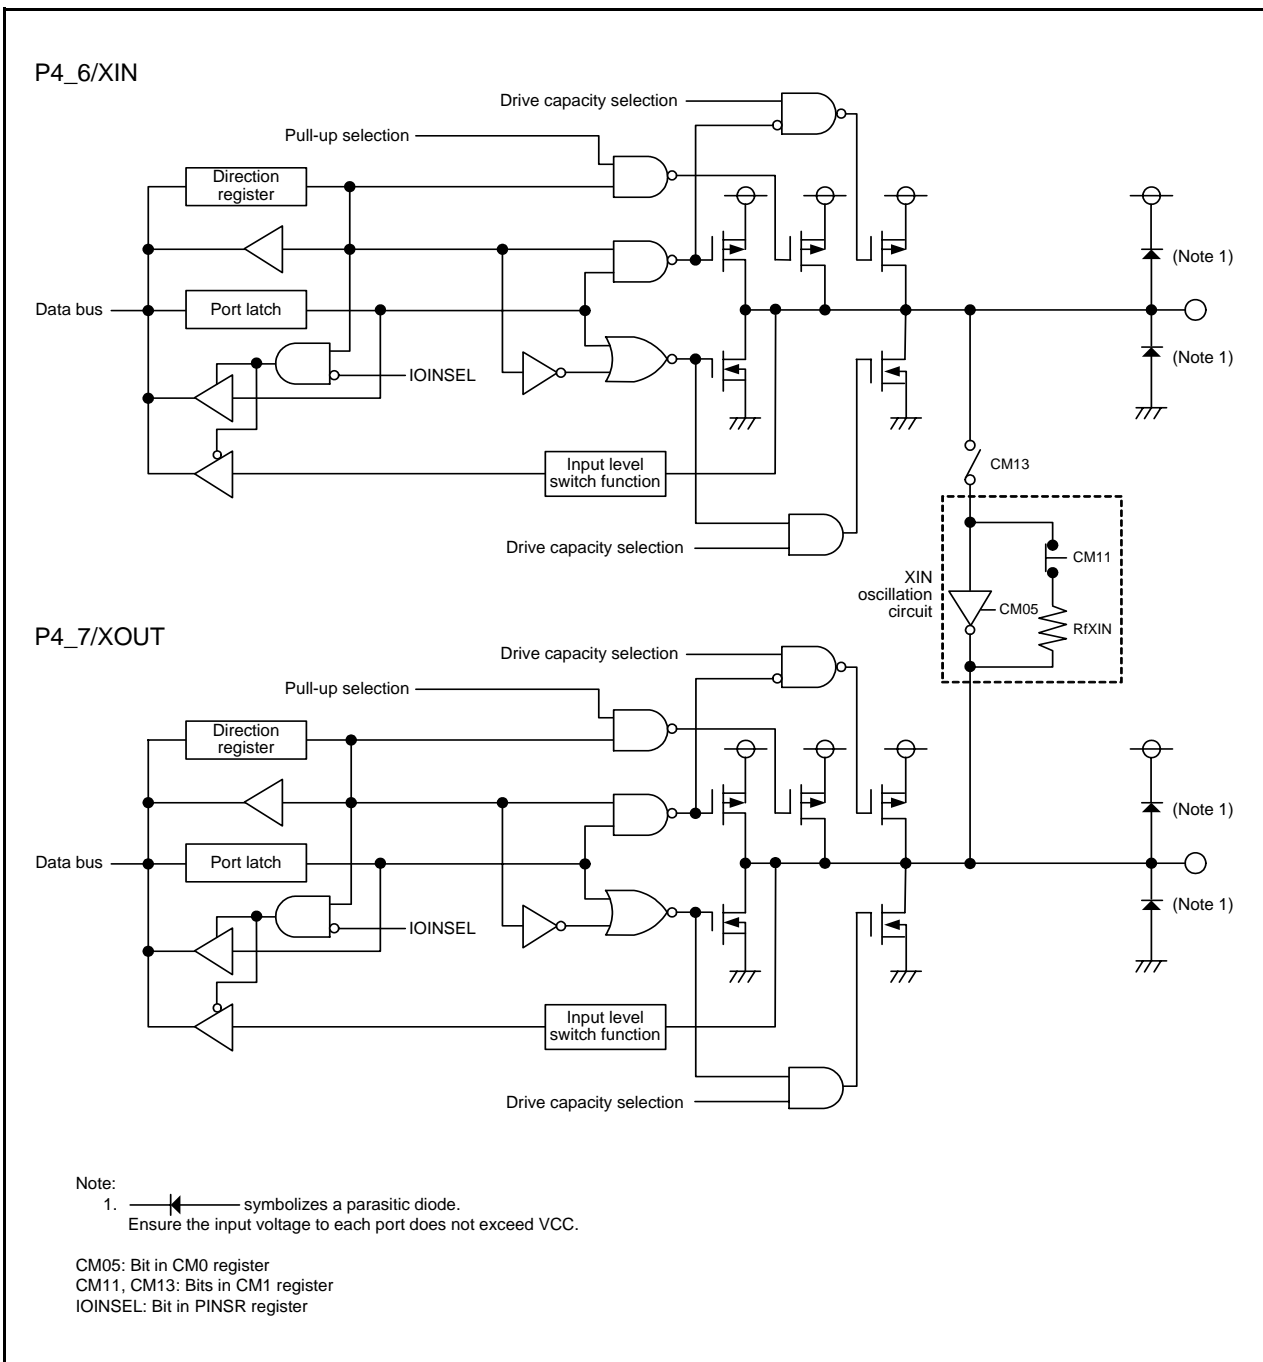 P4_6/XIN
Drive capacity selection
Pull-up selection
Direction
register
(Note 1)
Data bus
Port latch
(Note 1)
IOINSEL
Input level
switch function
CM13
Drive capacity selection
CM11
XIN
oscillation
circuit
CM05
RfXIN
P4_7/XOUT
Drive capacity selection
Pull-up selection
Direction
register
(Note 1)
Data bus
Port latch
(Note 1)
IOINSEL
Input level
switch function
Drive capacity selection
Note:
1. symbolizes a parasitic diode.
Ensure the input voltage to each port does not exceed VCC.
CM05: Bit in CM0 register
CM11, CM13: Bits in CM1 register
IOINSEL: Bit in PINSR register